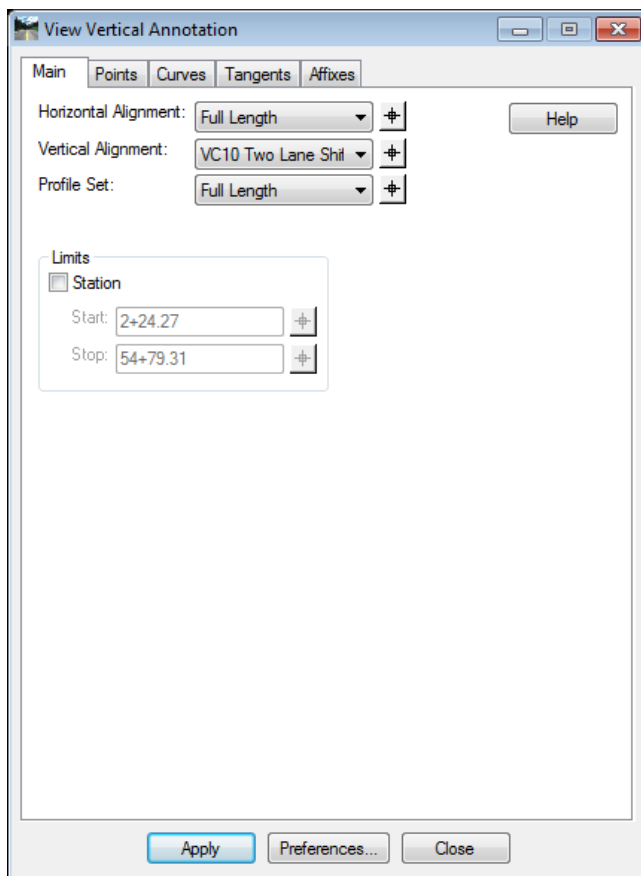 View Vertical Annotation
Main Points Curves Tangents Affixes
Horizontal Alignment: Full Length Help
Vertical Alignment: VC10 Two Lane Shif
Profile Set: Full Length
Limits
Station
Start: 2+24.27
Stop: 54+79.31
Apply Preferences... Close